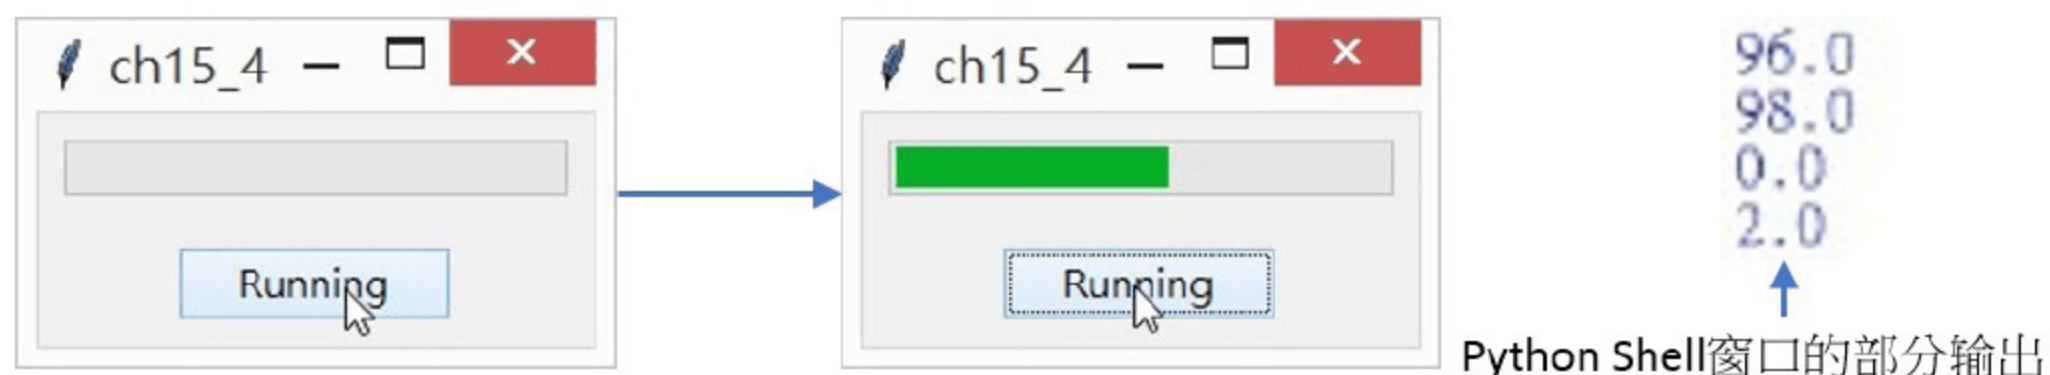 ch15_4
Running
ch15_4
Running
96.0
98.0
0.0
2.0
Python Shell窗口的部分输出